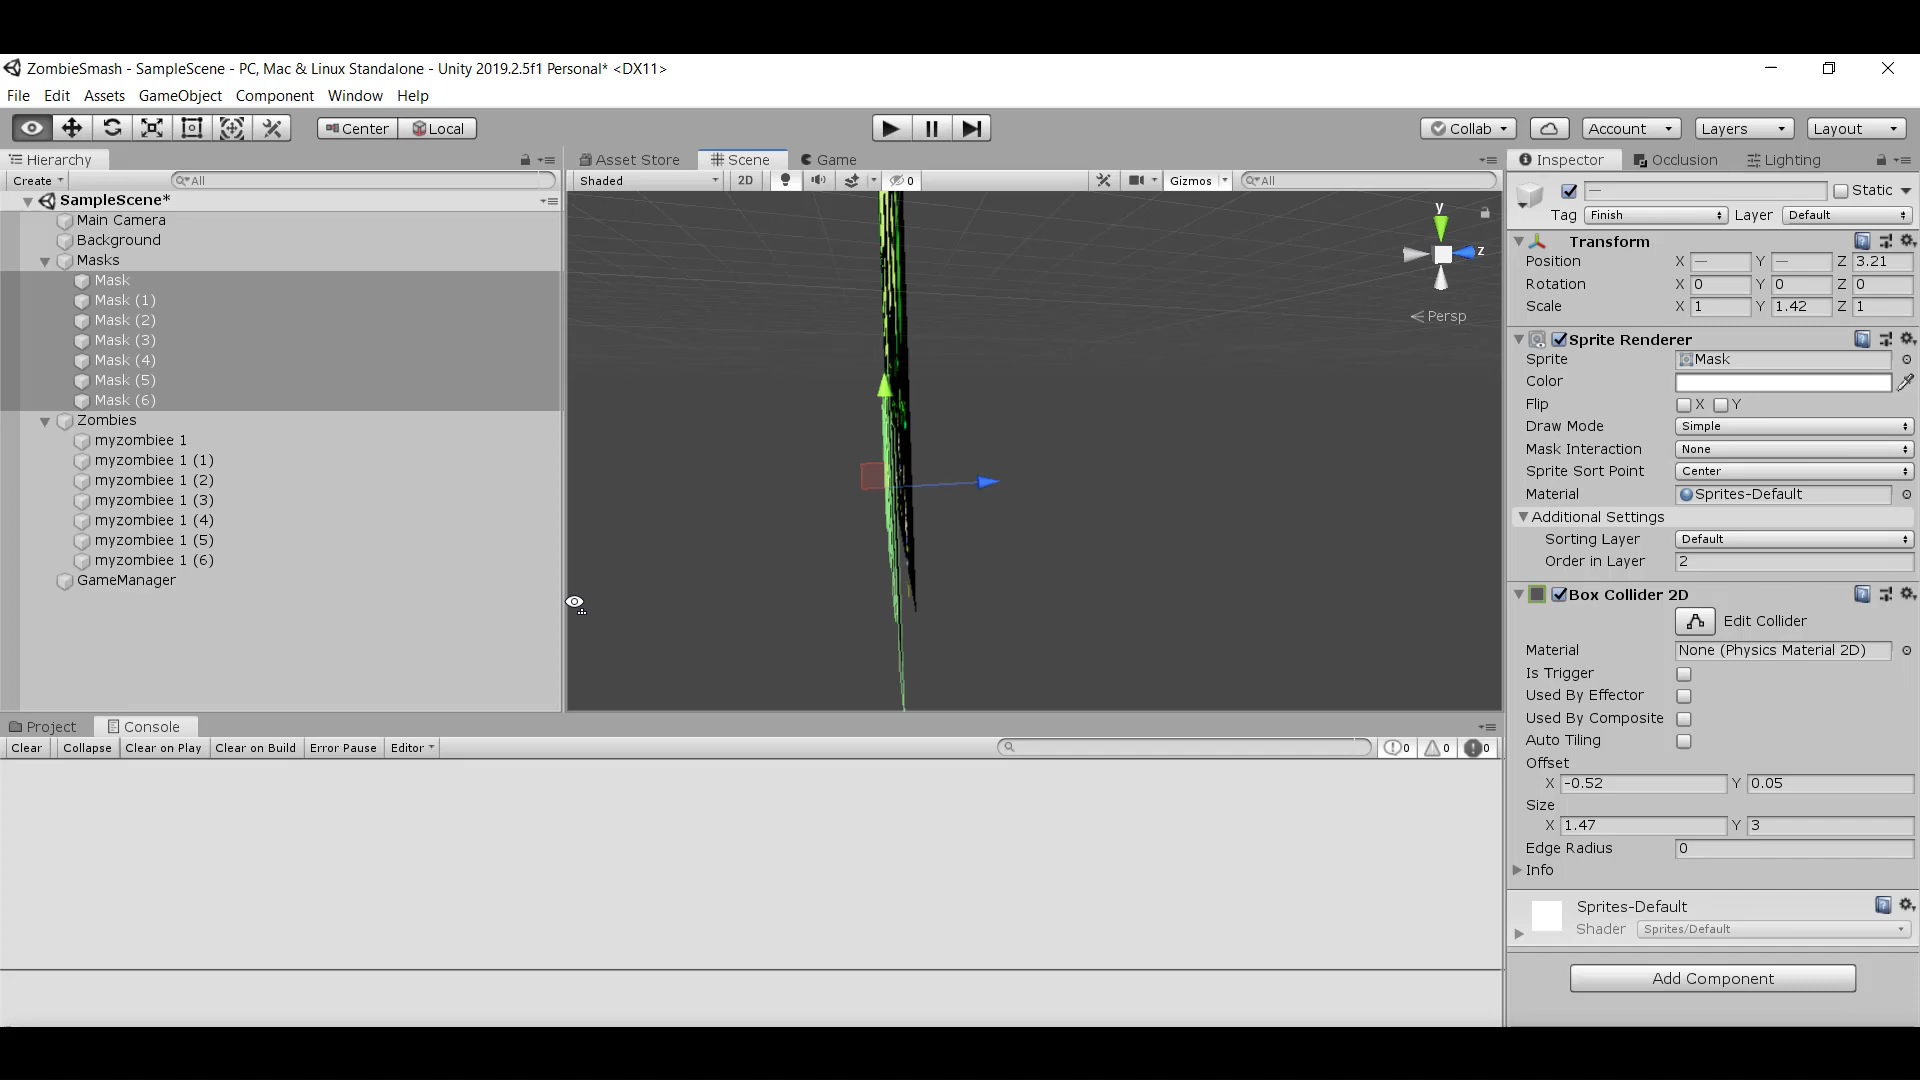 ZombieSmash - SampleScene - PC, Mac & Linux Standalone - Unity 2019.2.5f1 Personal* <DX11>
File Edit Assets GameObject Component Window Help
Center Local Collab Account Layers Layout
Hierarchy Asset Store Scene Game Inspector Occlusion Lighting
Create All Shaded 2D 0 Gizmos All
SampleScene*
Main Camera
Background
Masks
Mask
Mask (1)
Mask (2)
Mask (3)
Mask (4)
Mask (5)
Mask (6)
Zombies
myzombiee 1
myzombiee 1 (1)
myzombiee 1 (2)
myzombiee 1 (3)
myzombiee 1 (4)
myzombiee 1 (5)
myzombiee 1 (6)
GameManager
y
z
Persp
— Static
Tag Finish Layer Default
Transform
Position X — Y — Z 3.21
Rotation X 0 Y 0 Z 0
Scale X 1 Y 1.42 Z 1
Sprite Renderer
Sprite Mask
Color
Flip X Y
Draw Mode Simple
Mask Interaction None
Sprite Sort Point Center
Material Sprites-Default
Additional Settings
Sorting Layer Default
Order in Layer 2
Box Collider 2D
Edit Collider
Material None (Physics Material 2D)
Is Trigger
Used By Effector
Used By Composite
Auto Tiling
Offset
X -0.52 Y 0.05
Size
X 1.47 Y 3
Edge Radius 0
Info
Sprites-Default
Shader Sprites/Default
Add Component
Project Console
Clear Collapse Clear on Play Clear on Build Error Pause Editor 0 0 0